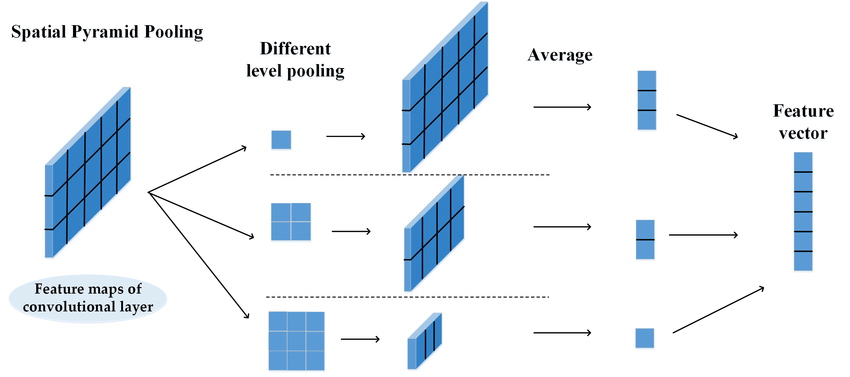 Spatial Pyramid Pooling
Different
level pooling
Average
Feature
vector
Feature maps of
convolutional layer